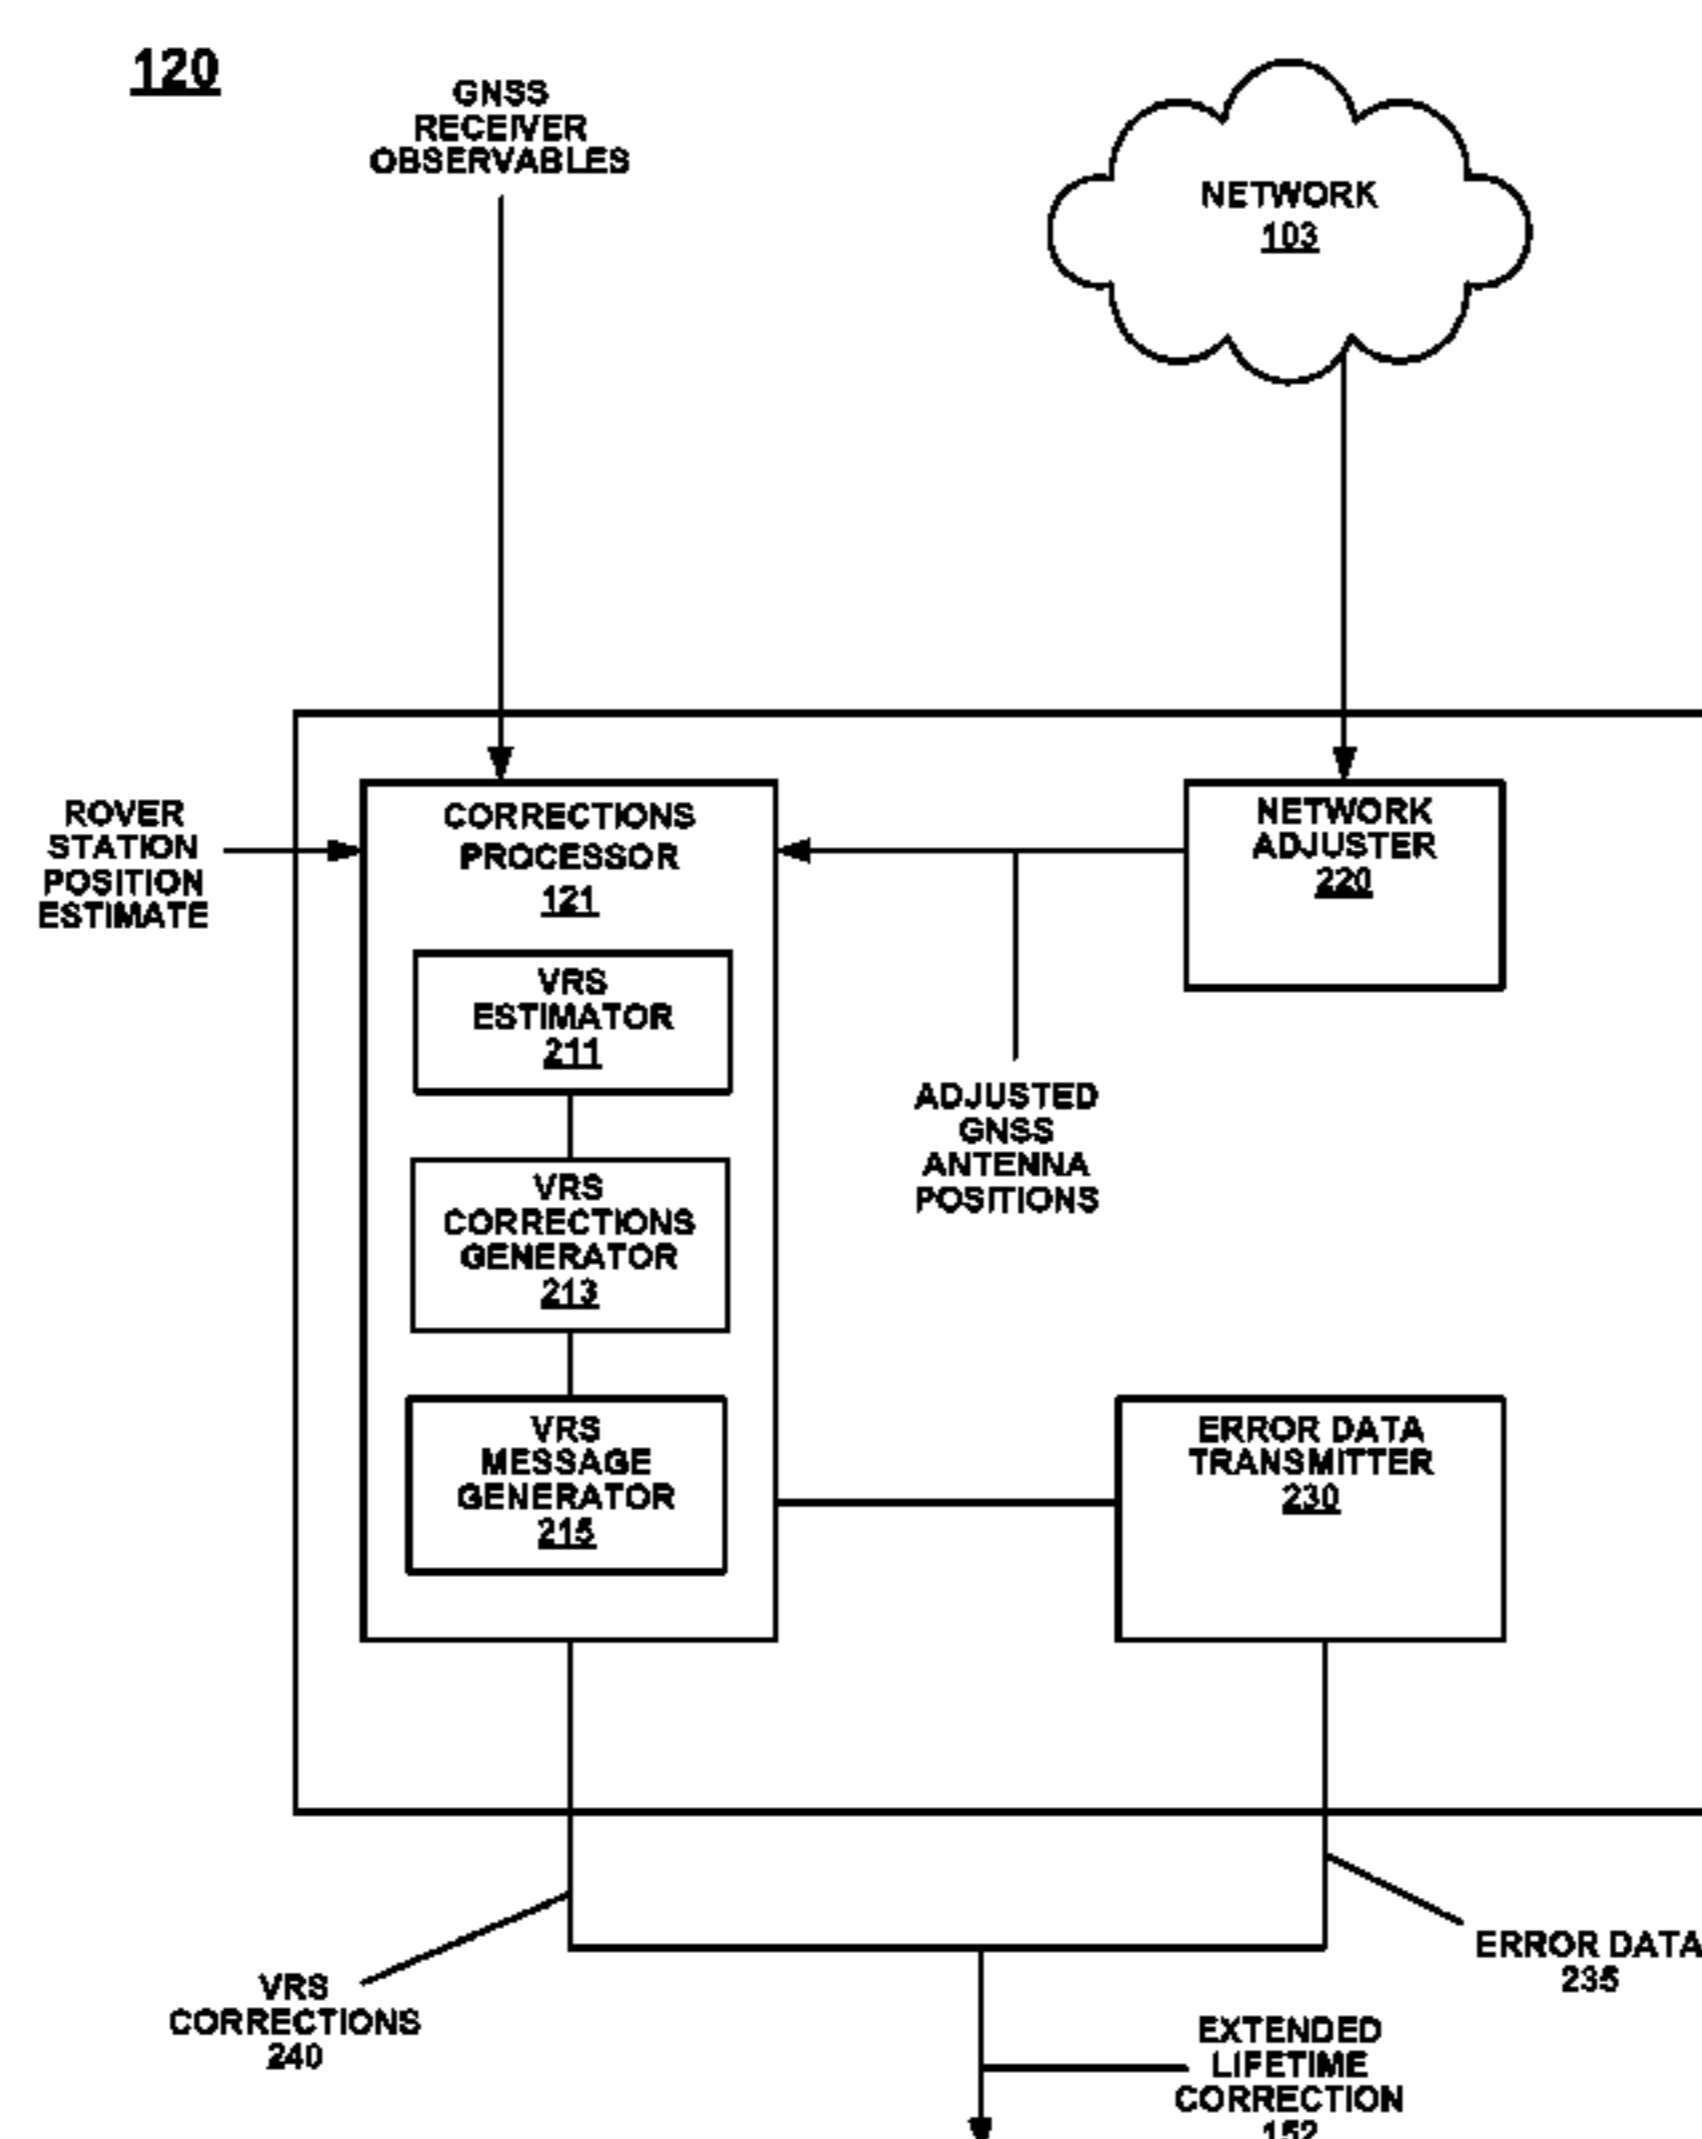 120
GNSS
RECEIVER
OBSERVABLES
NETWORK
103
ROVER
STATION
POSITION
ESTIMATE
CORRECTIONS
PROCESSOR
121
NETWORK
ADJUSTER
220
VRS
ESTIMATOR
211
ADJUSTED
GNSS
ANTENNA
POSITIONS
VRS
CORRECTIONS
GENERATOR
213
VRS
MESSAGE
GENERATOR
215
ERROR DATA
TRANSMITTER
230
VRS
CORRECTIONS
240
ERROR DATA
235
EXTENDED
LIFETIME
CORRECTION
152